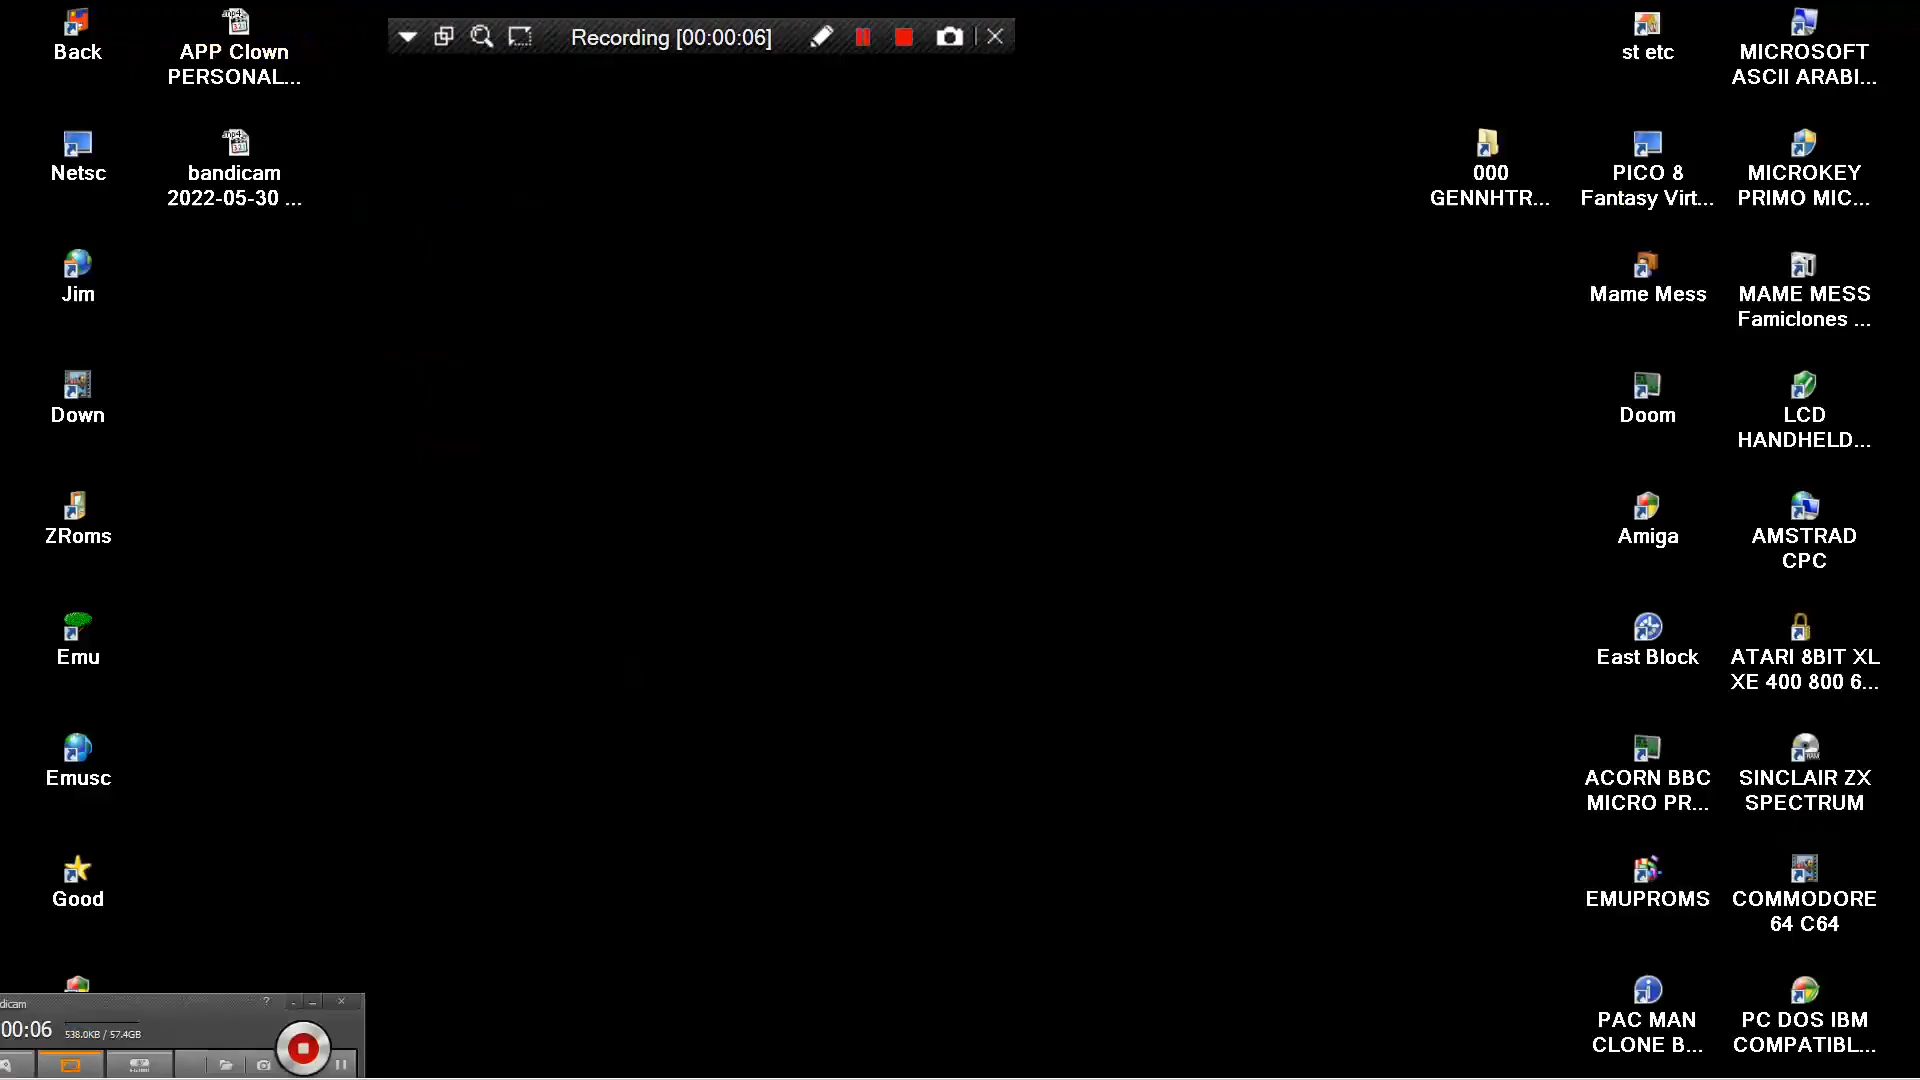 Back
APP Clown
PERSONAL...
Recording [00:00:06]
st etc
MICROSOFT
ASCII ARABI...
Netsc
bandicam
2022-05-30 ...
000
GENNHTR...
PICO 8
Fantasy Virt...
MICROKEY
PRIMO MIC...
Jim
Mame Mess
MAME MESS
Famiclones ...
Down
Doom
LCD
HANDHELD...
ZRoms
Amiga
AMSTRAD
CPC
Emu
East Block
ATARI 8BIT XL
XE 400 800 6...
Emusc
ACORN BBC
MICRO PR...
SINCLAIR ZX
SPECTRUM
Good
EMUPROMS
COMMODORE
64 C64
PAC MAN
CLONE B...
PC DOS IBM
COMPATIBL...
dicam
00:06
538.0KB / 57.4GB